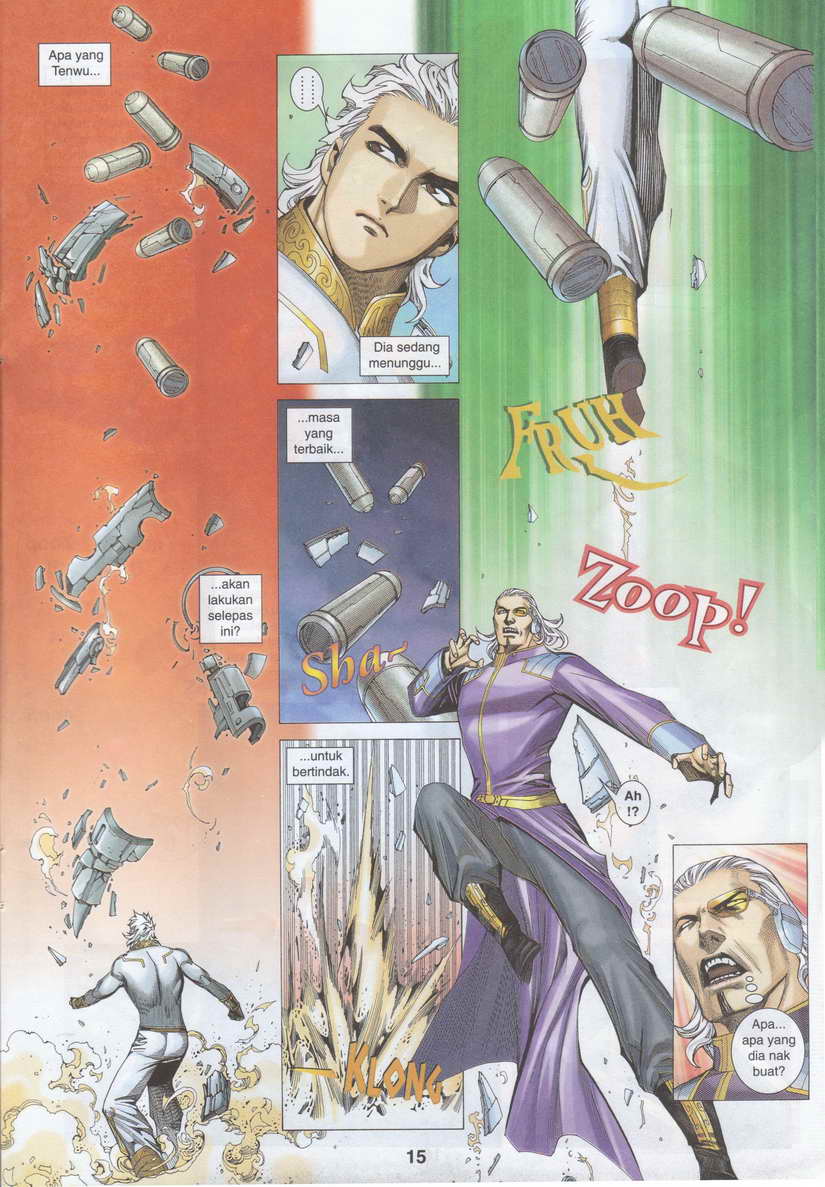 Apa yang
Tenwu...
...akan
lakukan
selepas
ini?
Dia sedang
menunggu...
...masa
yang
terbaik...
Sha-
...untuk
bertindak.
KLONG
FRUH
ZOOP!
Ah
!?
Apa...
apa yang
dia nak
buat?
15